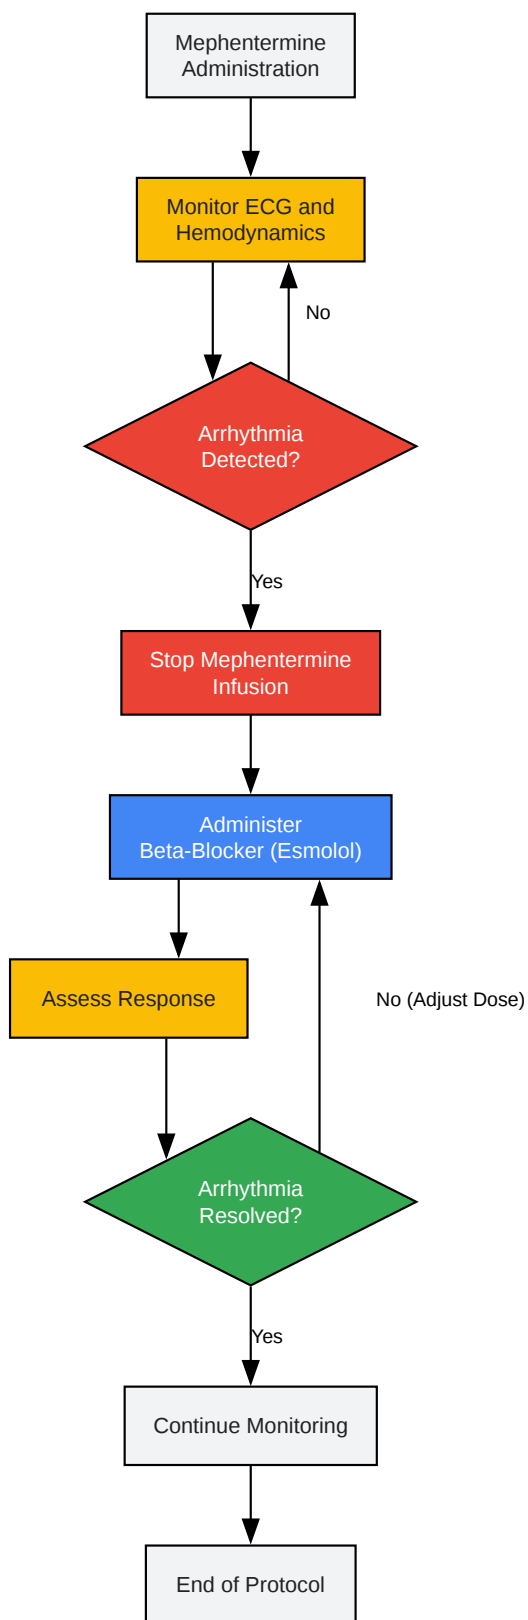 Mephentermine
Administration
Monitor ECG and
Hemodynamics
No
Arrhythmia
Detected?
Yes
Stop Mephentermine
Infusion
Administer
Beta-Blocker (Esmolol)
Assess Response
No (Adjust Dose)
Arrhythmia
Resolved?
Yes
Continue Monitoring
End of Protocol